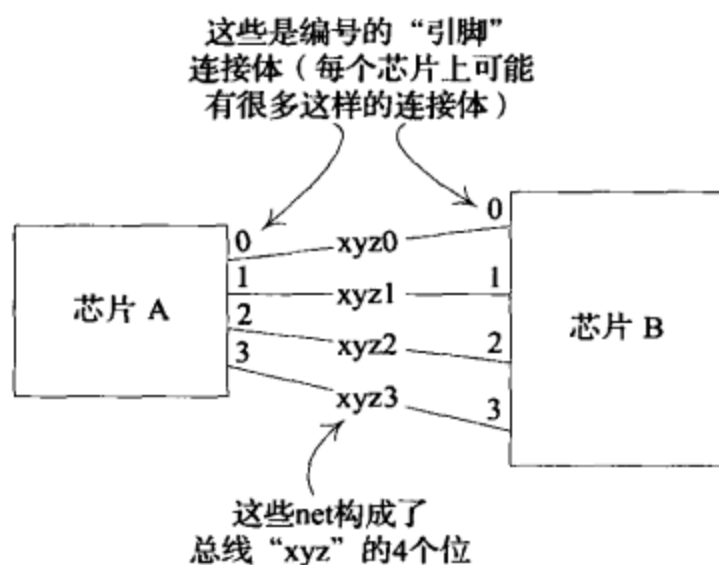 这些是编号的“引脚”
连接体（每个芯片上可能
有很多这样的连接体）
0
0
xyz0
1
xyz1
1
芯片 A
芯片 B
2
xyz2
2
3
xyz3
3
这些net构成了
总线“xyz”的4个位